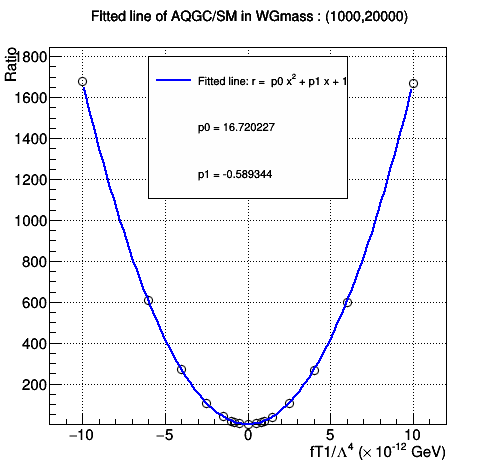 FItted line of AQGC/SM in WGmass : (1000,20000)
Ratio
1800
1600
1400
1200
1000
800
600
400
200
Fitted line: r = p0 x² + p1 x + 1
p0 = 16.720227
p1 = -0.589344
−10 −5 0 5 10
fT1/Λ⁴ (× 10⁻¹² GeV)